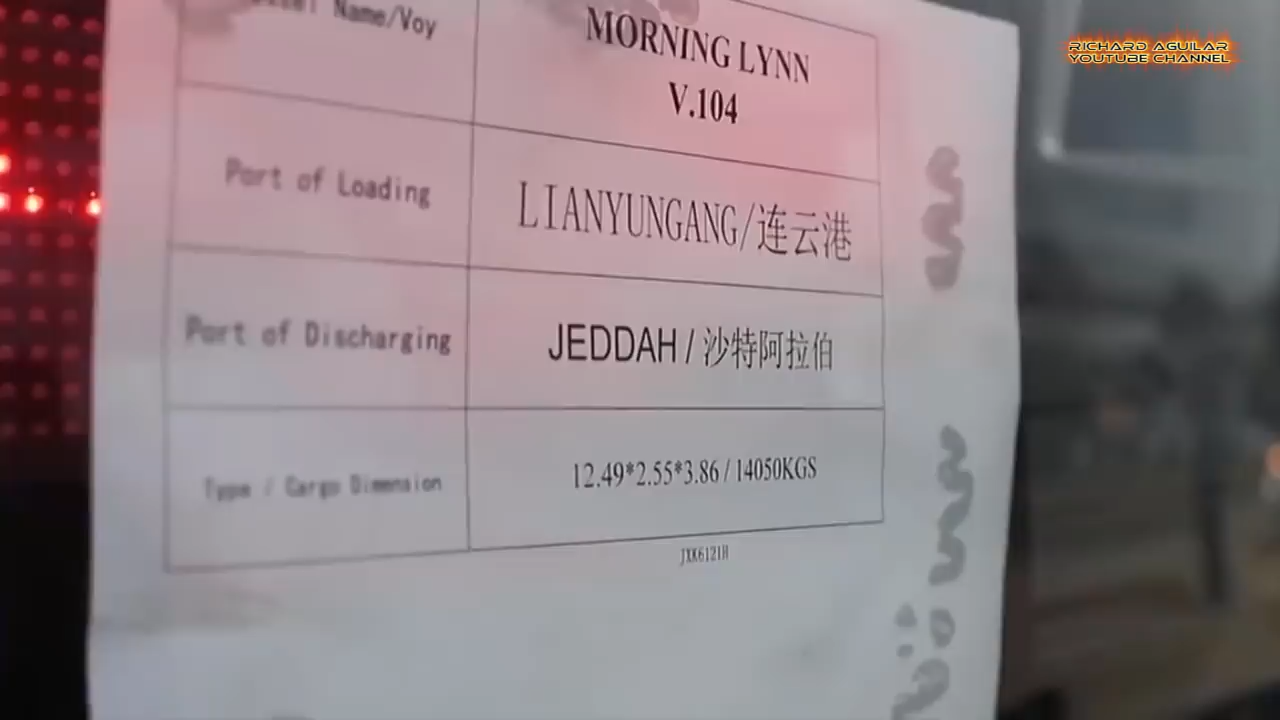 RICHARD AGUILAR
YOUTUBE CHANNEL
Name/Voy
MORNING LYNN
V.104
Port of Loading
LIANYUNGANG/连云港
Port of Discharging
JEDDAH / 沙特阿拉伯
Type / Cargo Dimension
12.49*2.55*3.86 / 14050KGS
JXK6121H